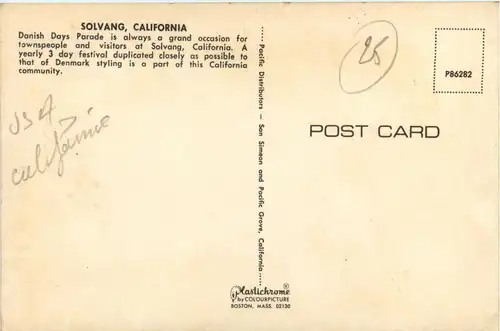 SOLVANG, CALIFORNIA
Danish Days Parade is always a grand occasion for
townspeople and visitors at Solvang, California. A
yearly 3 day festival duplicated closely as possible to
that of Denmark styling is a part of this California
community.
USA
californie
Pacific Distributors — San Simeon and Pacific Grove, California
25
P86282
POST CARD
Plastichrome ®
by COLOURPICTURE
BOSTON, MASS. 02130